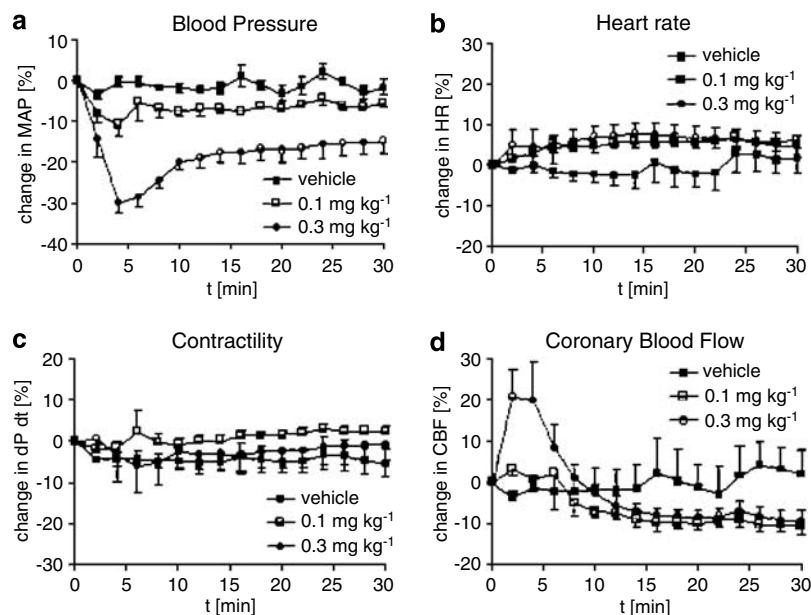 a Blood Pressure
change in MAP [%]
10
0
-10
-20
-30
-40
vehicle
0.1 mg kg-1
0.3 mg kg-1
0 5 10 15 20 25 30
t [min]
b Heart rate
change in HR [%]
30
20
10
0
-10
-20
vehicle
0.1 mg kg-1
0.3 mg kg-1
0 5 10 15 20 25 30
t [min]
c Contractility
change in dP dt [%]
20
10
0
-10
-20
-30
vehicle
0.1 mg kg-1
0.3 mg kg-1
0 5 10 15 20 25 30
t [min]
d Coronary Blood Flow
change in CBF [%]
30
20
10
0
-10
-20
vehicle
0.1 mg kg-1
0.3 mg kg-1
0 5 10 15 20 25 30
t [min]